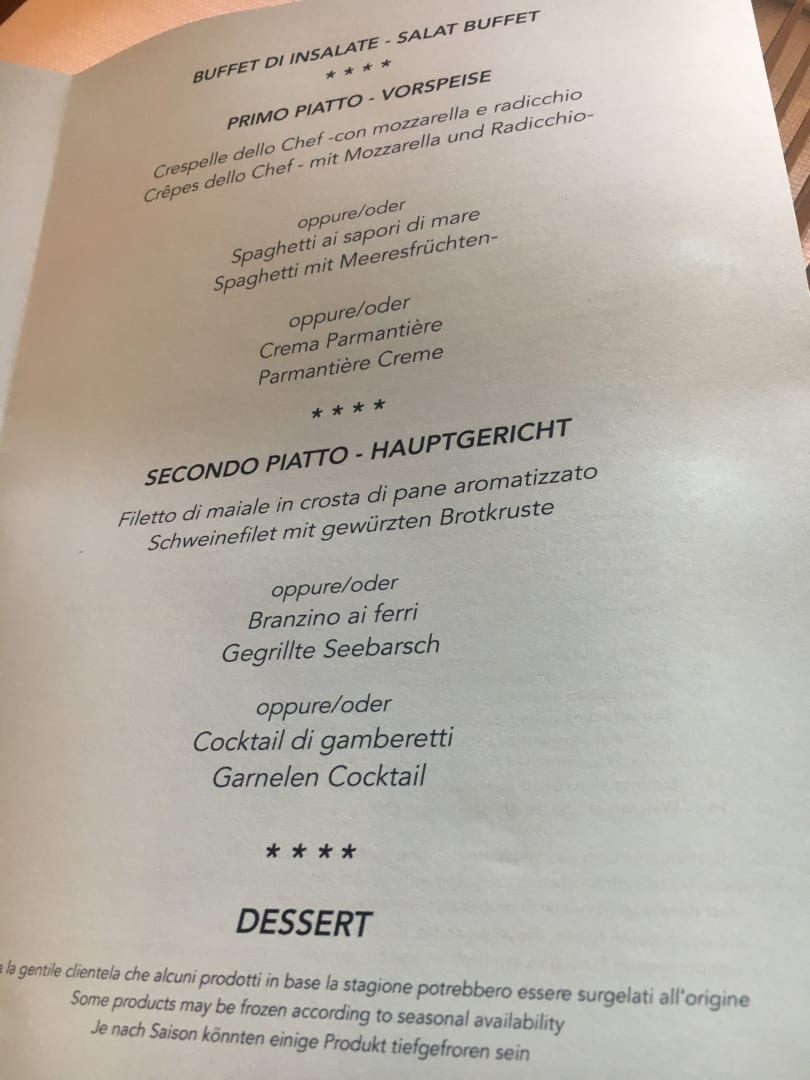 BUFFET DI INSALATE - SALAT BUFFET
* * * *
PRIMO PIATTO - VORSPEISE
Crespelle dello Chef -con mozzarella e radicchio
Crêpes dello Chef - mit Mozzarella und Radicchio-
oppure/oder
Spaghetti ai sapori di mare
Spaghetti mit Meeresfrüchten-
oppure/oder
Crema Parmantière
Parmantière Creme
* * * *
SECONDO PIATTO - HAUPTGERICHT
Filetto di maiale in crosta di pane aromatizzato
Schweinefilet mit gewürzten Brotkruste
oppure/oder
Branzino ai ferri
Gegrillte Seebarsch
oppure/oder
Cocktail di gamberetti
Garnelen Cocktail
* * * *
DESSERT
la gentile clientela che alcuni prodotti in base la stagione potrebbero essere surgelati all'origine
Some products may be frozen according to seasonal availability
Je nach Saison könnten einige Produkt tiefgefroren sein